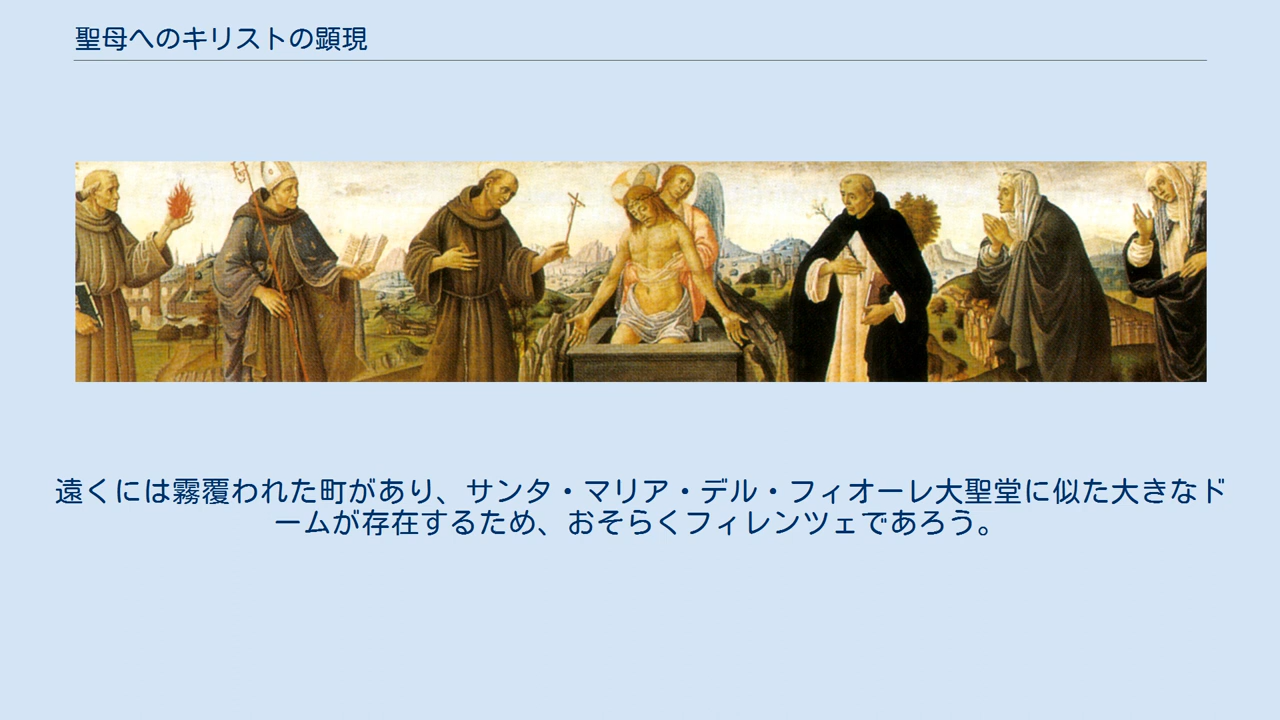 聖母へのキリストの顕現
遠くには霧覆われた町があり、サンタ・マリア・デル・フィオーレ大聖堂に似た大きなド
ームが存在するため、おそらくフィレンツェであろう。